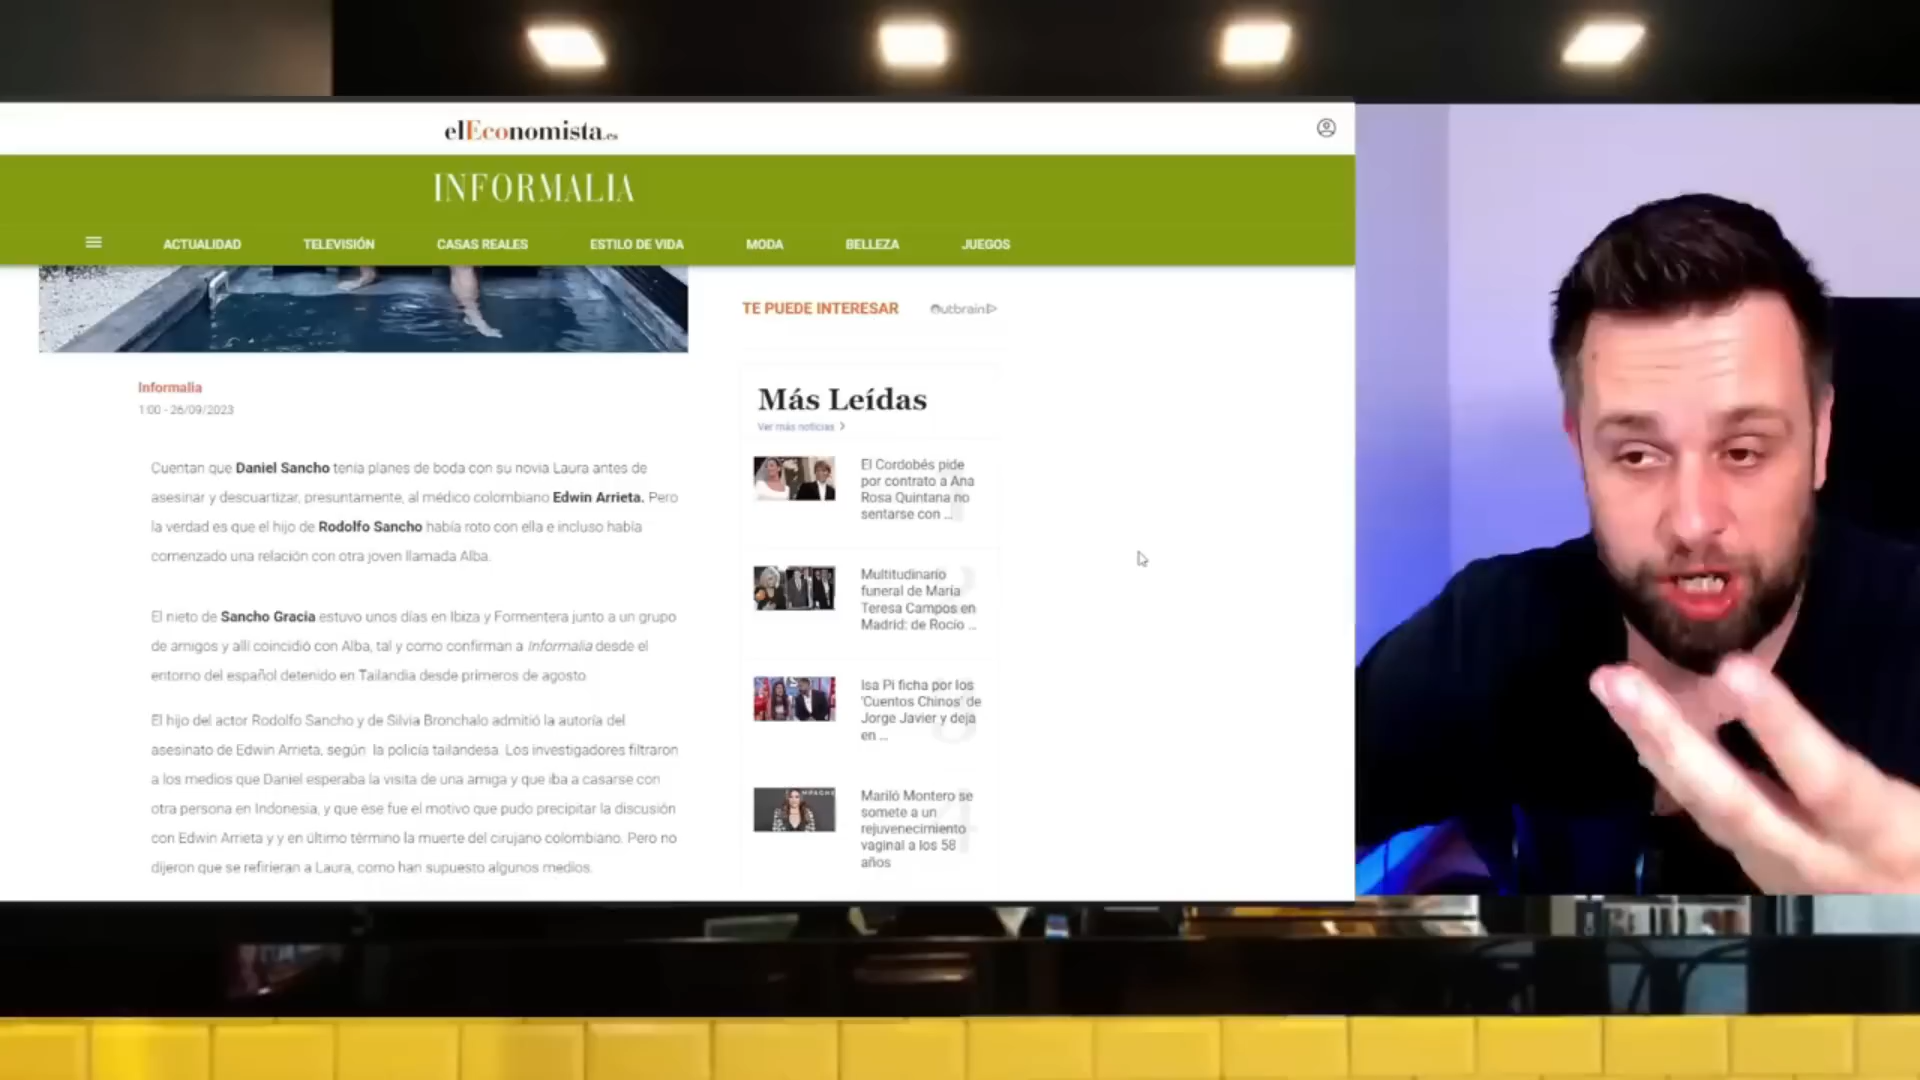 elEconomista.es
INFORMALIA
ACTUALIDAD TELEVISIÓN CASAS REALES ESTILO DE VIDA MODA BELLEZA JUEGOS
TE PUEDE INTERESAR Outbrain
Informalia
1:00 - 26/09/2023
Cuentan que Daniel Sancho tenía planes de boda con su novia Laura antes de
asesinar y descuartizar, presuntamente, al médico colombiano Edwin Arrieta. Pero
la verdad es que el hijo de Rodolfo Sancho había roto con ella e incluso había
comenzado una relación con otra joven llamada Alba.
El nieto de Sancho Gracia estuvo unos días en Ibiza y Formentera junto a un grupo
de amigos y allí coincidió con Alba, tal y como confirman a Informalia desde el
entorno del español detenido en Tailandia desde primeros de agosto.
El hijo del actor Rodolfo Sancho y de Silvia Bronchalo admitió la autoría del
asesinato de Edwin Arrieta, según la policía tailandesa. Los investigadores filtraron
a los medios que Daniel esperaba la visita de una amiga y que iba a casarse con
otra persona en Indonesia, y que ese fue el motivo que pudo precipitar la discusión
con Edwin Arrieta y y en último término la muerte del cirujano colombiano. Pero no
dijeron que se refirieran a Laura, como han supuesto algunos medios.
Más Leídas
Ver más noticias >
El Cordobés pide
por contrato a Ana
Rosa Quintana no
sentarse con ...
Multitudinario
funeral de María
Teresa Campos en
Madrid: de Rocío ...
Isa Pi ficha por los
'Cuentos Chinos' de
Jorge Javier y deja
en ...
Mariló Montero se
somete a un
rejuvenecimiento
vaginal a los 58
años